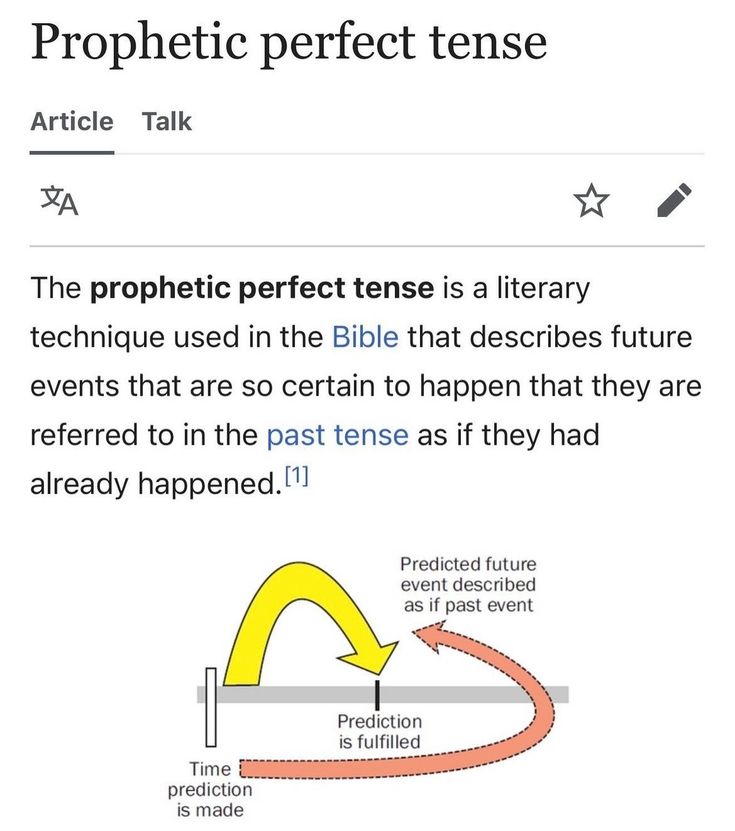 Prophetic perfect tense
Article Talk
文A
The prophetic perfect tense is a literary
technique used in the Bible that describes future
events that are so certain to happen that they are
referred to in the past tense as if they had
already happened.[1]
Predicted future
event described
as if past event
Prediction
is fulfilled
Time
prediction
is made